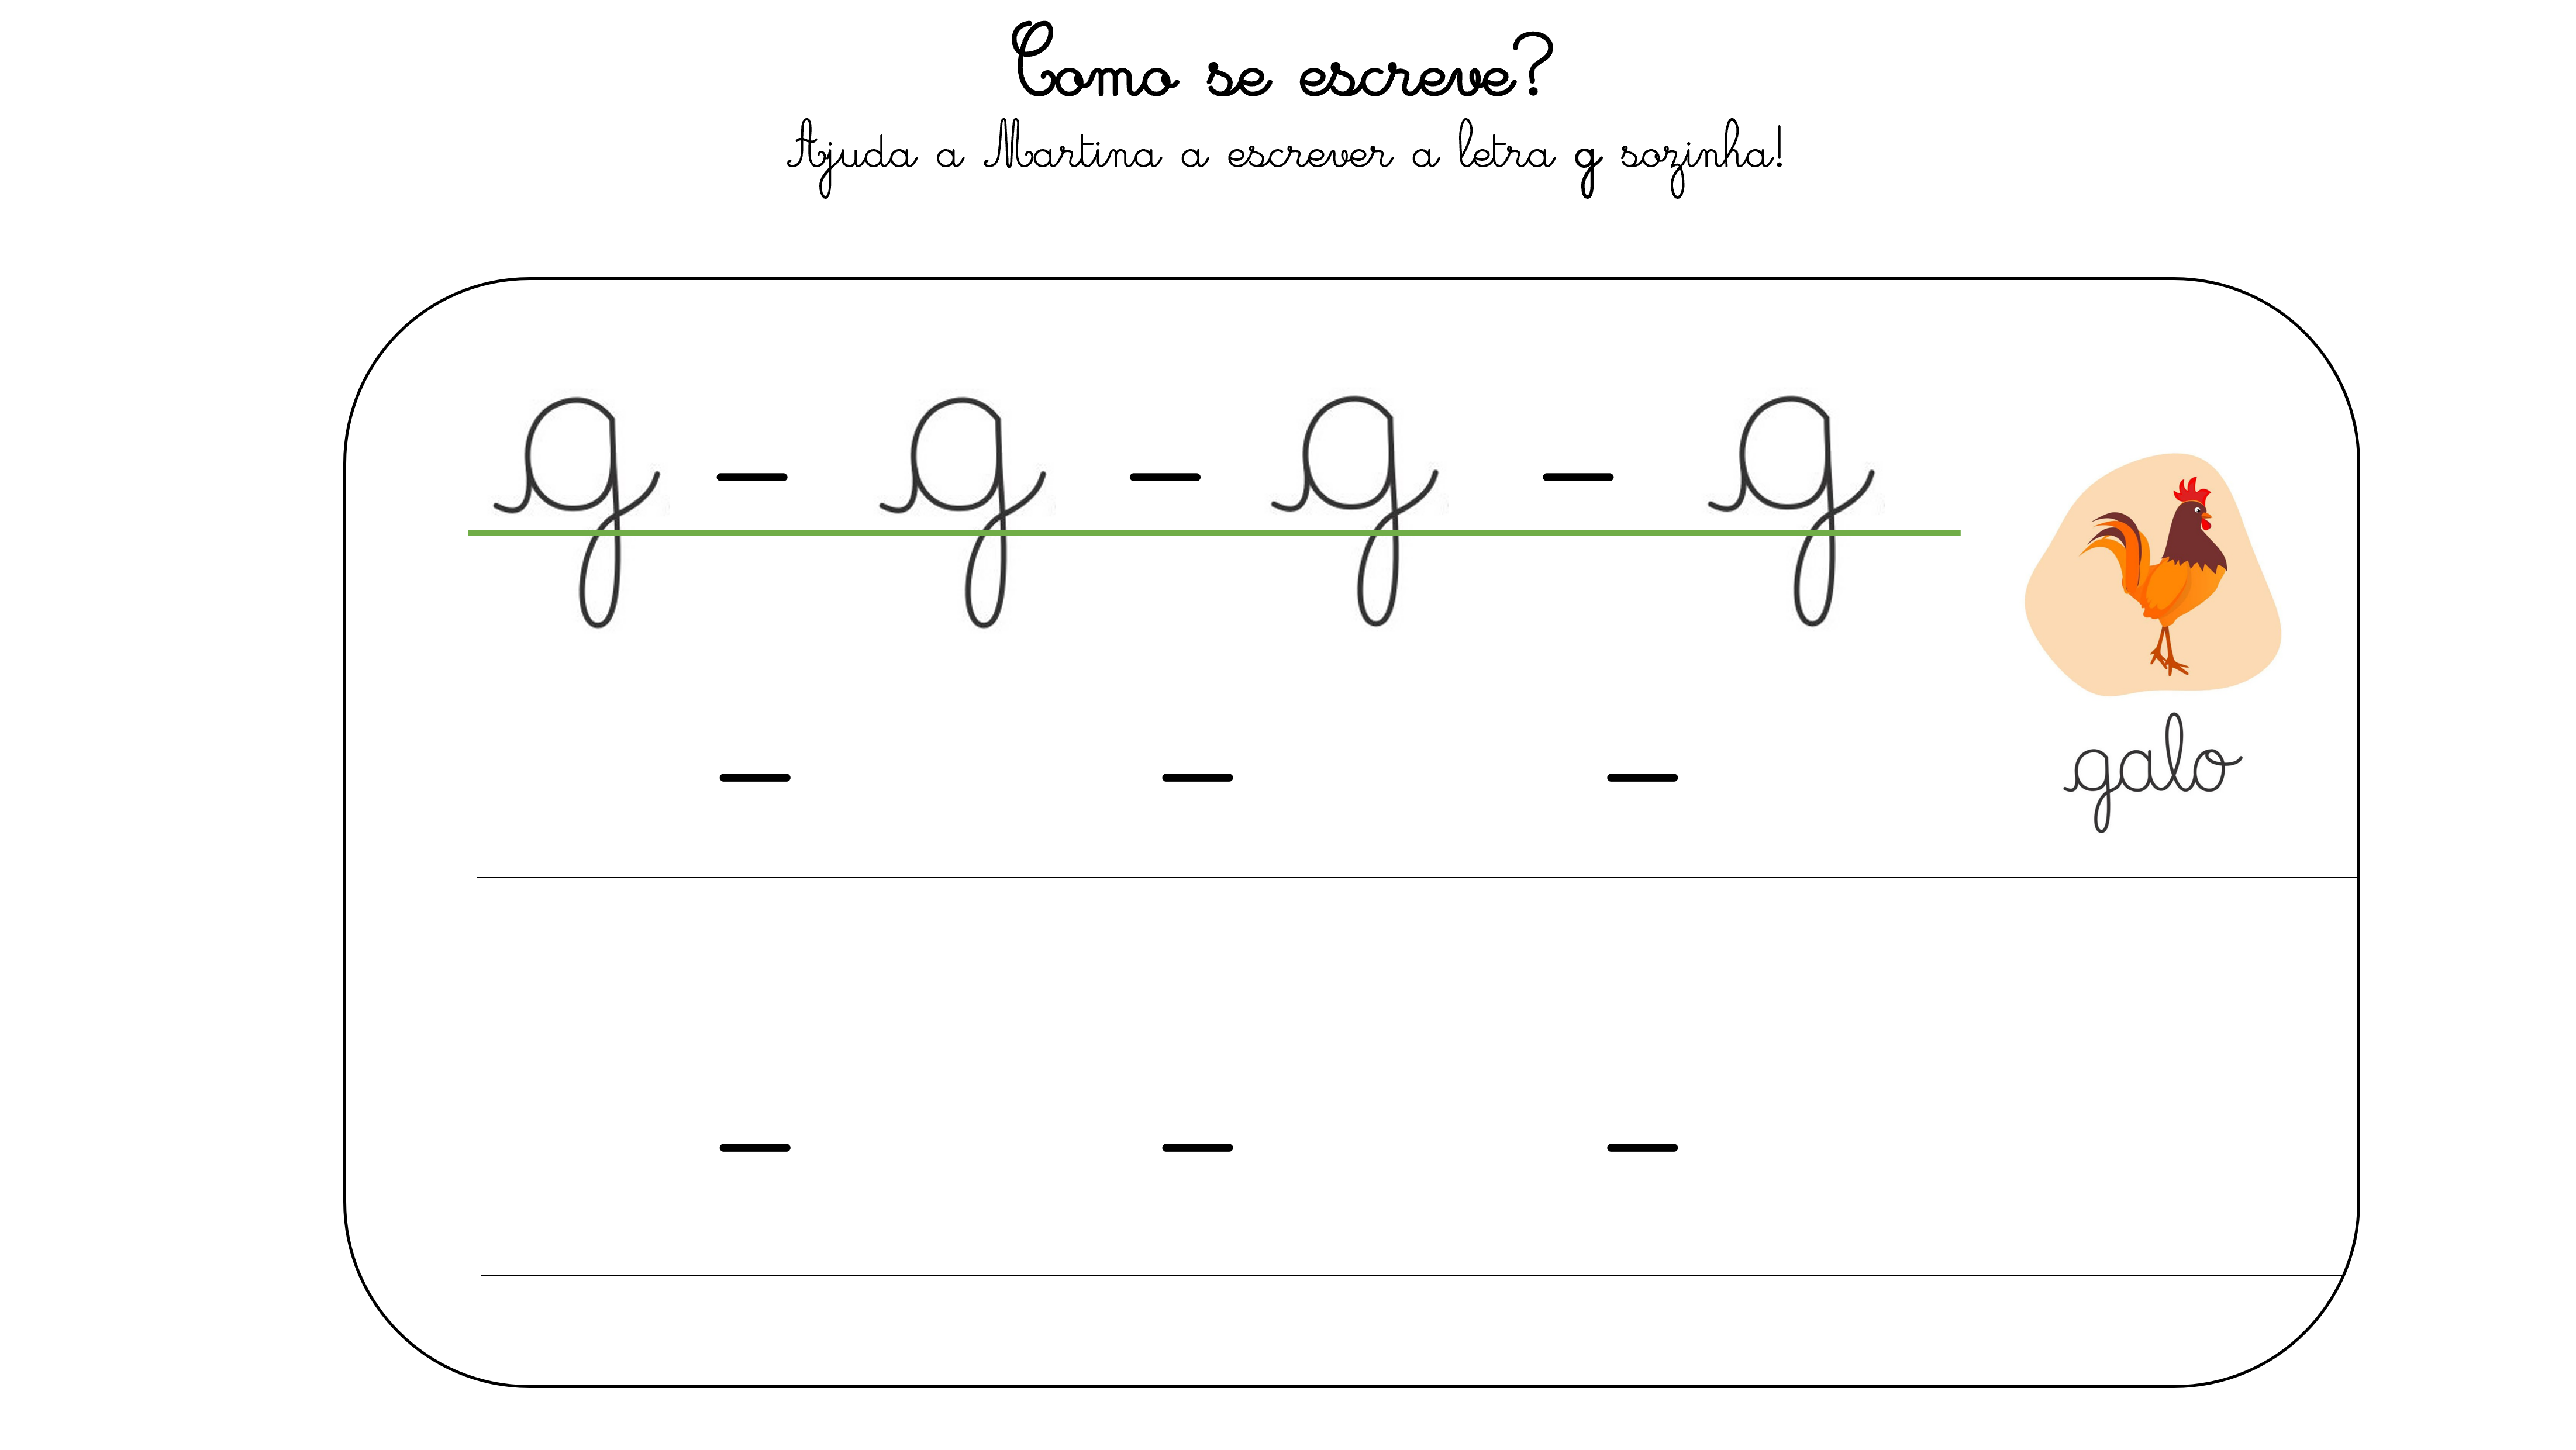 Como se escreve?
Ajuda a Martina a escrever a letra g sozinha!
g - g - g - g
- - -
galo
- - -